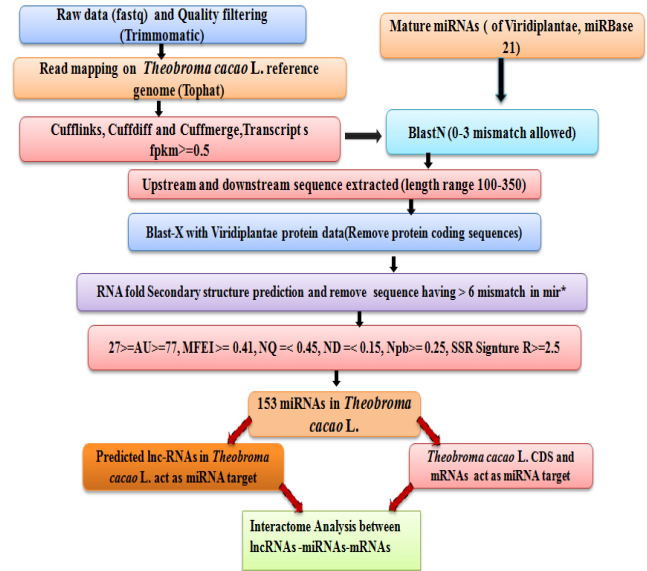 Raw data (fastq) and Quality filtering
(Trimmomatic)
Mature miRNAs ( of Viridiplantae, miRBase
21)
Read mapping on Theobroma cacao L. reference
genome (Tophat)
Cufflinks, Cuffdiff and Cuffmerge,Transcript s
fpkm>=0.5
BlastN (0-3 mismatch allowed)
Upstream and downstream sequence extracted (length range 100-350)
Blast-X with Viridiplantae protein data(Remove protein coding sequences)
RNA fold Secondary structure prediction and remove sequence having > 6 mismatch in mir*
27>=AU>=77, MFEI >= 0.41, NQ =< 0.45, ND =< 0.15, Npb>= 0.25, SSR Signture R>=2.5
153 miRNAs in Theobroma
cacao L.
Predicted lnc-RNAs in Theobroma
cacao L. act as miRNA target
Theobroma cacao L. CDS and
mRNAs act as miRNA target
Interactome Analysis between
lncRNAs -miRNAs-mRNAs